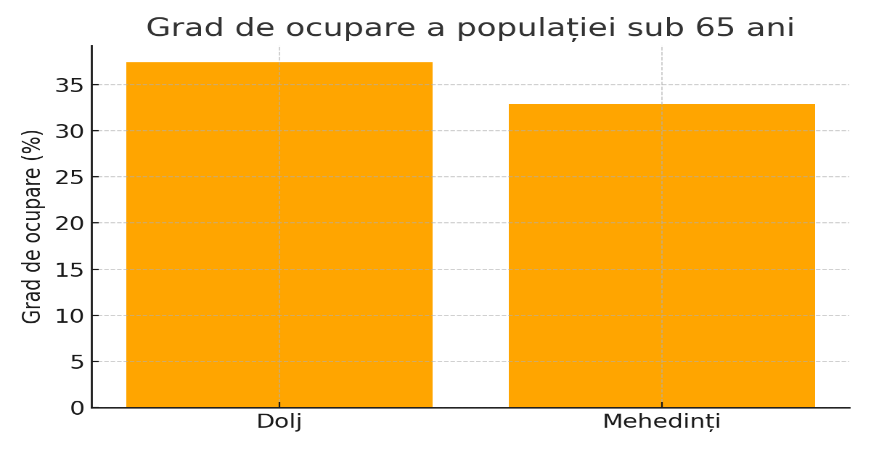 Grad de ocupare a populației sub 65 ani
Grad de ocupare (%)
35
30
25
20
15
10
5
0
Dolj
Mehedinți